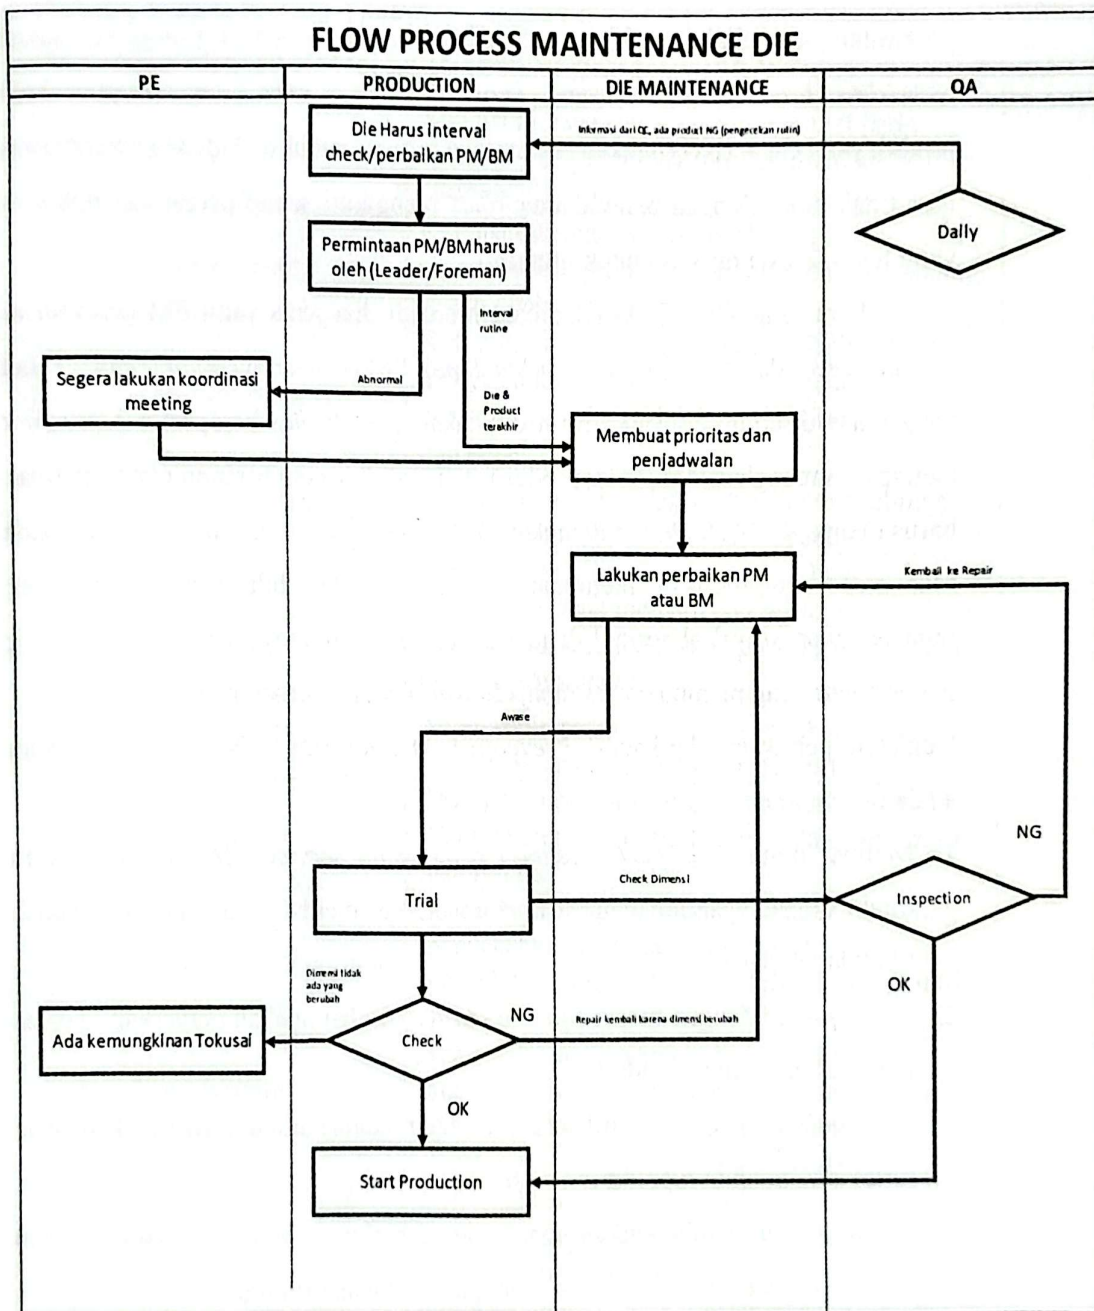 FLOW PROCESS MAINTENANCE DIE
PE
PRODUCTION
DIE MAINTENANCE
QA
Die Harus interval
check/perbaikan PM/BM
Informasi dari QC, ada product NG (pengecekan rutin)
Daily
Permintaan PM/BM harus
oleh (Leader/Foreman)
Interval
rutine
Segera lakukan koordinasi
meeting
Abnormal
Die &
Product
terakhir
Membuat prioritas dan
penjadwalan
Lakukan perbaikan PM
atau BM
Kembali ke Repair
Awase
NG
Trial
Check Dimensi
Inspection
Dimensi tidak
ada yang
berubah
OK
Ada kemungkinan Tokusai
Check
NG
Repair kembali karena dimensi berubah
OK
Start Production